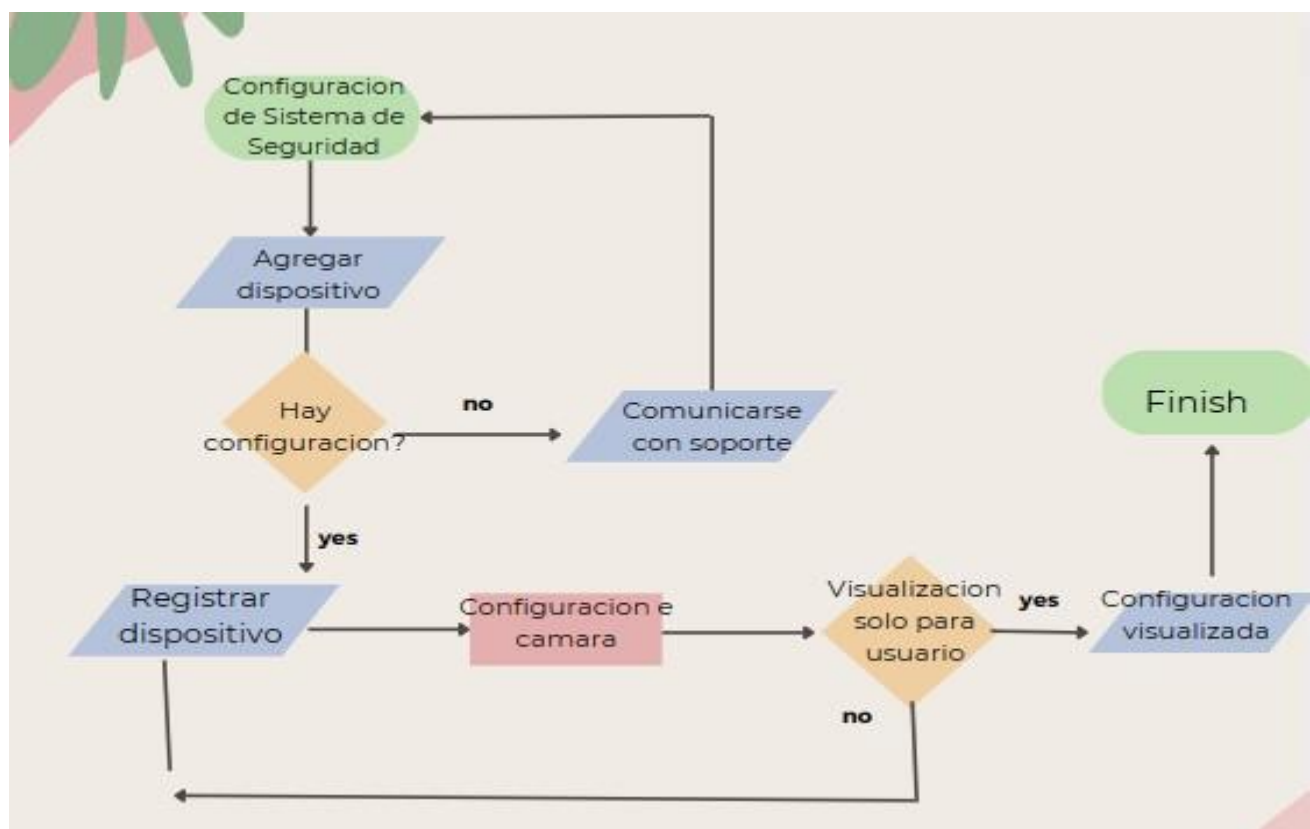 Configuracion
de Sistema de
Seguridad
Agregar
dispositivo
Hay
configuracion?
no
Comunicarse
con soporte
Finish
yes
Registrar
dispositivo
Configuracion e
camara
Visualizacion
solo para
usuario
yes
Configuracion
visualizada
no